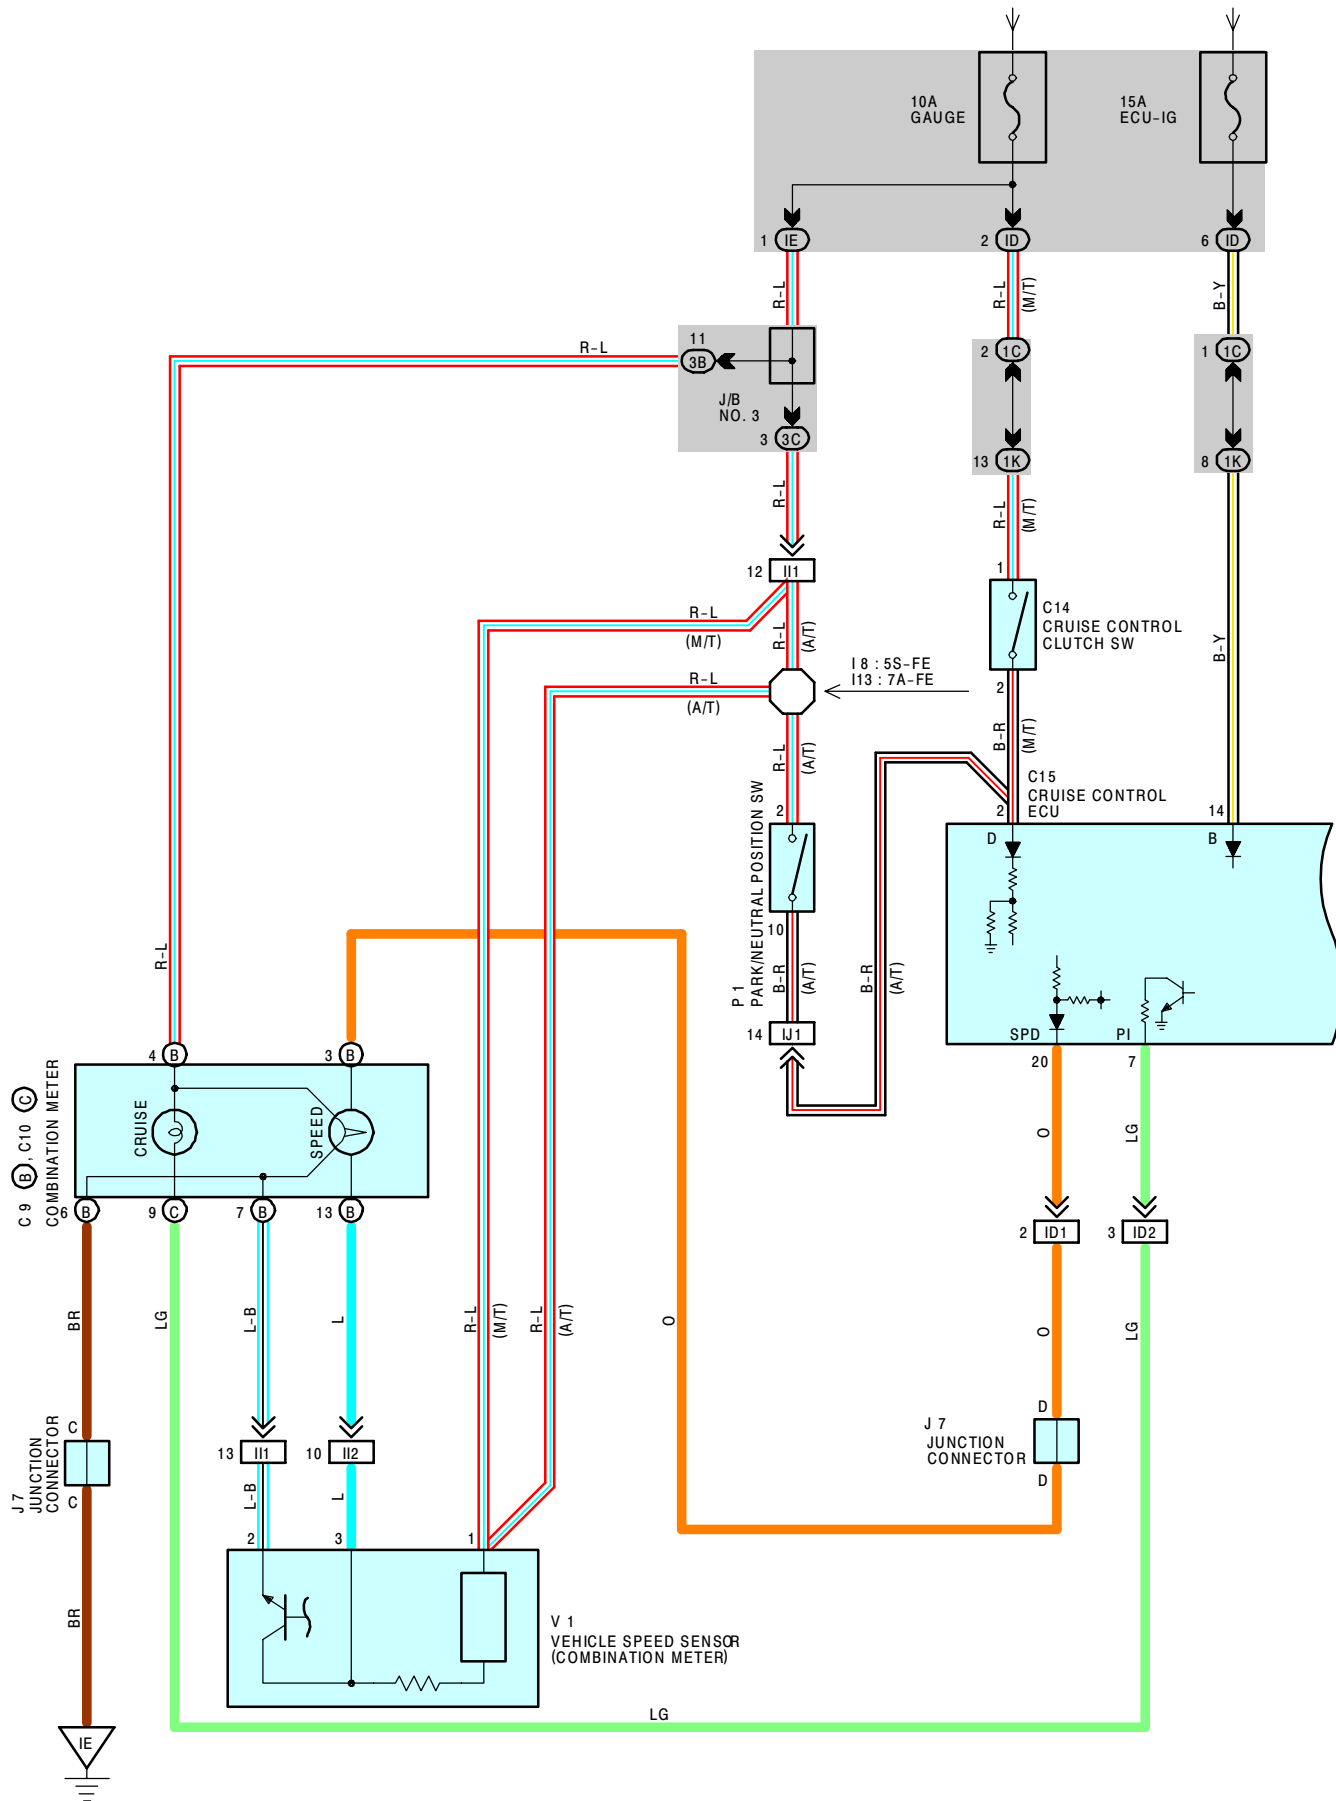 10A
GAUGE
15A
ECU-IG
1 IE
2 ID
6 ID
R-L
R-L
(M/T)
B-Y
11
3B
R-L
J/B
NO. 3
3 3C
2 1C
1 1C
13 1K
8 1K
R-L
R-L
(M/T)
12 II1
1
C14
CRUISE CONTROL
CLUTCH SW
2
R-L
(M/T)
R-L
(A/T)
R-L
(A/T)
I 8 : 5S-FE
I13 : 7A-FE
B-Y
R-L
(A/T)
B-R
(M/T)
C15
CRUISE CONTROL
ECU
2
14
D
B
2
P 1
PARK/NEUTRAL POSITION SW
10
B-R
(A/T)
B-R
(A/T)
14 IJ1
R-L
SPD
PI
20
7
4 B
3 B
C 9 B , C10 C
COMBINATION METER
CRUISE
SPEED
6 B
9 C
7 B
13 B
O
LG
2 ID1
3 ID2
BR
LG
L-B
L
R-L
(M/T)
R-L
(A/T)
O
O
LG
J 7
JUNCTION
CONNECTOR
C
C
13 II1
10 II2
D
J 7
JUNCTION
CONNECTOR
D
L-B
L
2
3
1
V 1
VEHICLE SPEED SENSOR
(COMBINATION METER)
BR
LG
IE